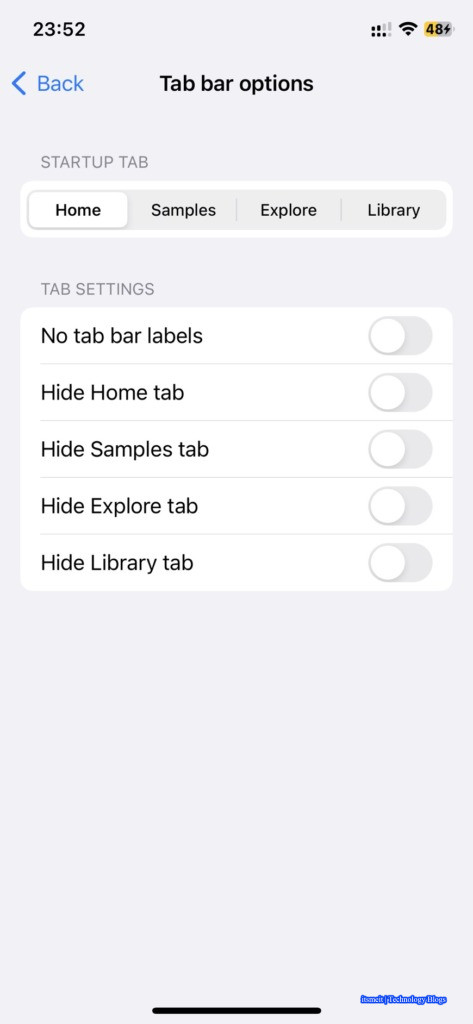 23:52
48
Back
Tab bar options
STARTUP TAB
Home Samples Explore Library
TAB SETTINGS
No tab bar labels
Hide Home tab
Hide Samples tab
Hide Explore tab
Hide Library tab
itsmeit | Technology Blogs